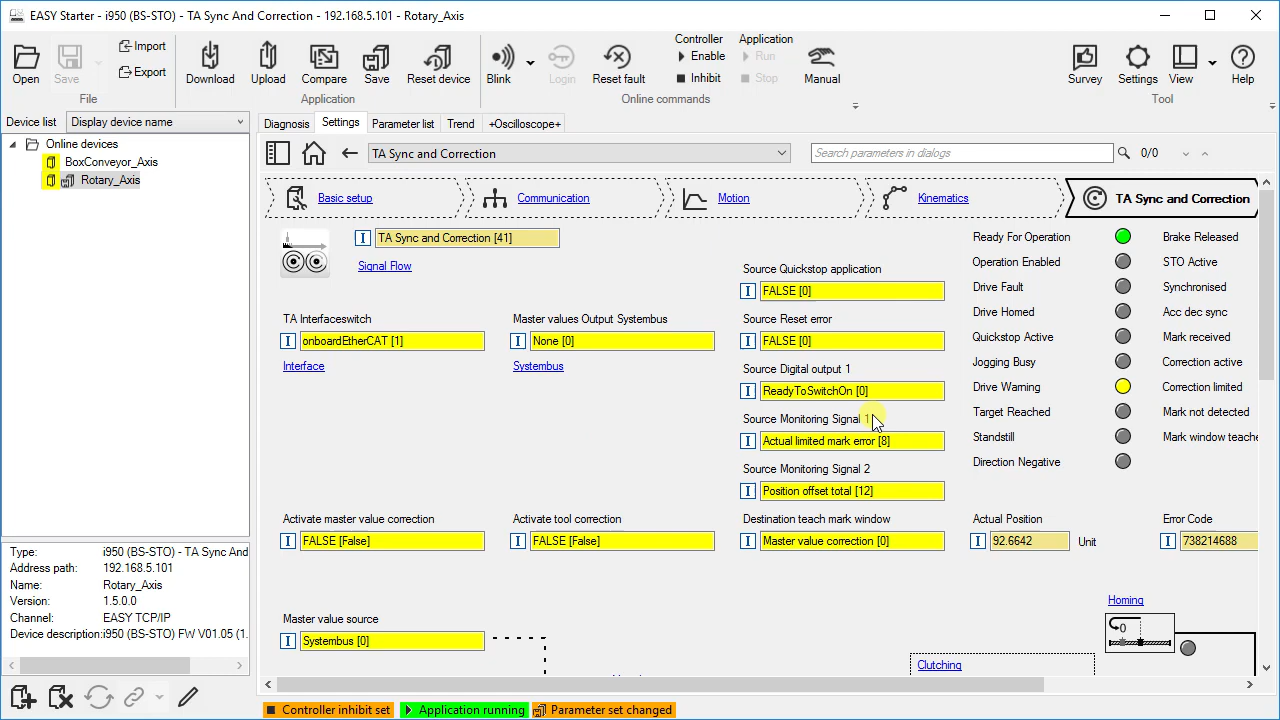 EASY Starter - i950 (BS-STO) - TA Sync And Correction - 192.168.5.101 - Rotary_Axis
Open
Save
Import
Export
File
Download
Upload
Compare
Save
Reset device
Application
Blink
Login
Reset fault
Controller
Enable
Inhibit
Application
Run
Stop
Manual
Online commands
Survey
Settings
View
Help
Tool
Device list
Display device name
Online devices
BoxConveyor_Axis
Rotary_Axis
Type: i950 (BS-STO) - TA Sync And
Address path: 192.168.5.101
Name: Rotary_Axis
Version: 1.5.0.0
Channel: EASY TCP/IP
Device description: i950 (BS-STO) FW V01.05 (1.
Diagnosis
Settings
Parameter list
Trend
+Oscilloscope+
TA Sync and Correction
Search parameters in dialogs
0/0
Basic setup
Communication
Motion
Kinematics
TA Sync and Correction
I
TA Sync and Correction [41]
Signal Flow
TA Interfaceswitch
I
onboardEtherCAT [1]
Interface
Master values Output Systembus
I
None [0]
Systembus
Source Quickstop application
I
FALSE [0]
Source Reset error
I
FALSE [0]
Source Digital output 1
I
ReadyToSwitchOn [0]
Source Monitoring Signal 1
I
Actual limited mark error [8]
Source Monitoring Signal 2
I
Position offset total [12]
Ready For Operation
Operation Enabled
Drive Fault
Drive Homed
Quickstop Active
Jogging Busy
Drive Warning
Target Reached
Standstill
Direction Negative
Brake Released
STO Active
Synchronised
Acc dec sync
Mark received
Correction active
Correction limited
Mark not detected
Mark window teache
Activate master value correction
I
FALSE [False]
Activate tool correction
I
FALSE [False]
Destination teach mark window
I
Master value correction [0]
Actual Position
I
92.6642
Unit
Error Code
I
738214688
Master value source
I
Systembus [0]
Homing
0
Clutching
Controller inhibit set
Application running
Parameter set changed